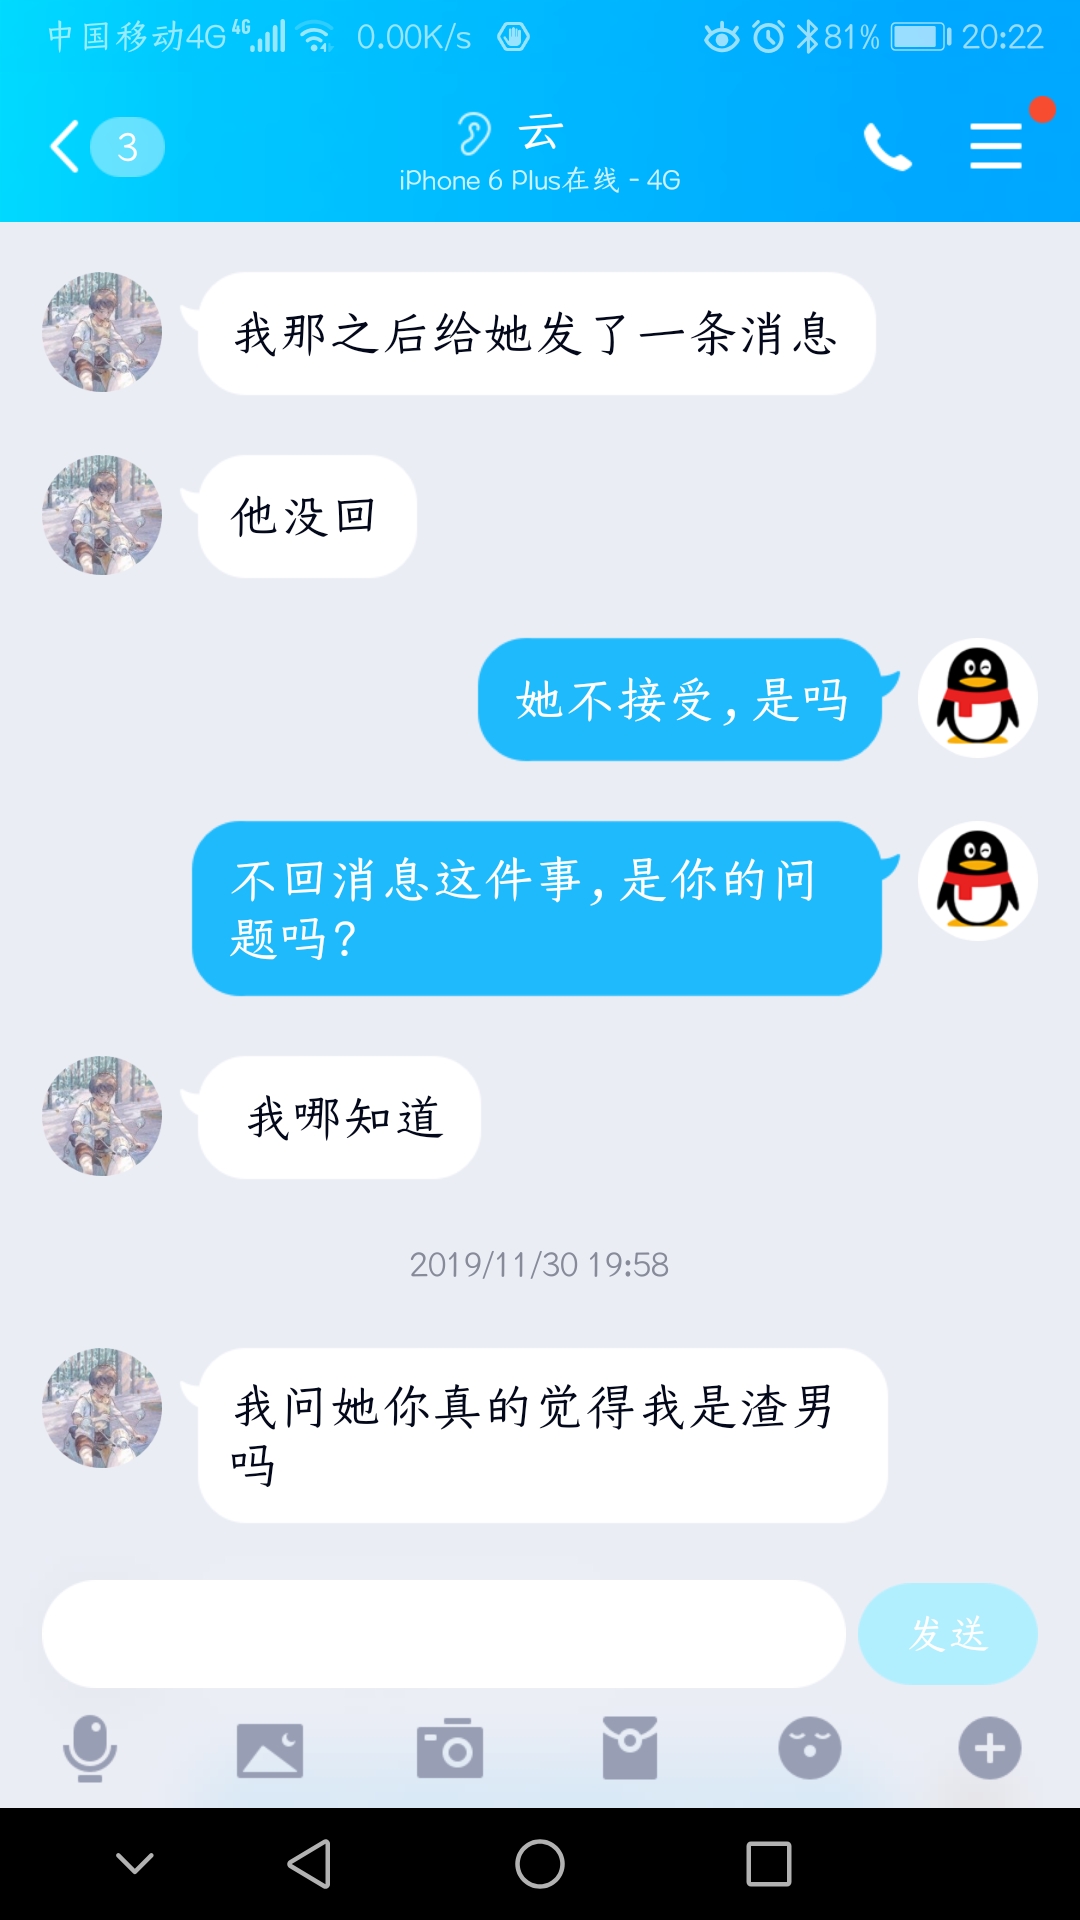 中国移动4G 4G 0.00K/s 81% 20:22
3
云
iPhone 6 Plus在线 - 4G
我那之后给她发了一条消息
他没回
她不接受,是吗
不回消息这件事,是你的问
题吗?
我哪知道
2019/11/30 19:58
我问她你真的觉得我是渣男
吗
发送